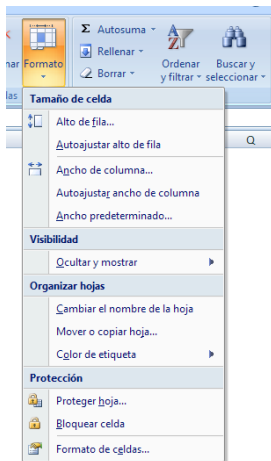 Σ Autosuma
Rellenar
Borrar
Formato
Ordenar
y filtrar
Buscar y
seleccionar
Q
Tamaño de celda
Alto de fila...
Autoajustar alto de fila
Ancho de columna...
Autoajustar ancho de columna
Ancho predeterminado...
Visibilidad
Ocultar y mostrar
Organizar hojas
Cambiar el nombre de la hoja
Mover o copiar hoja...
Color de etiqueta
Protección
Proteger hoja...
Bloquear celda
Formato de celdas...